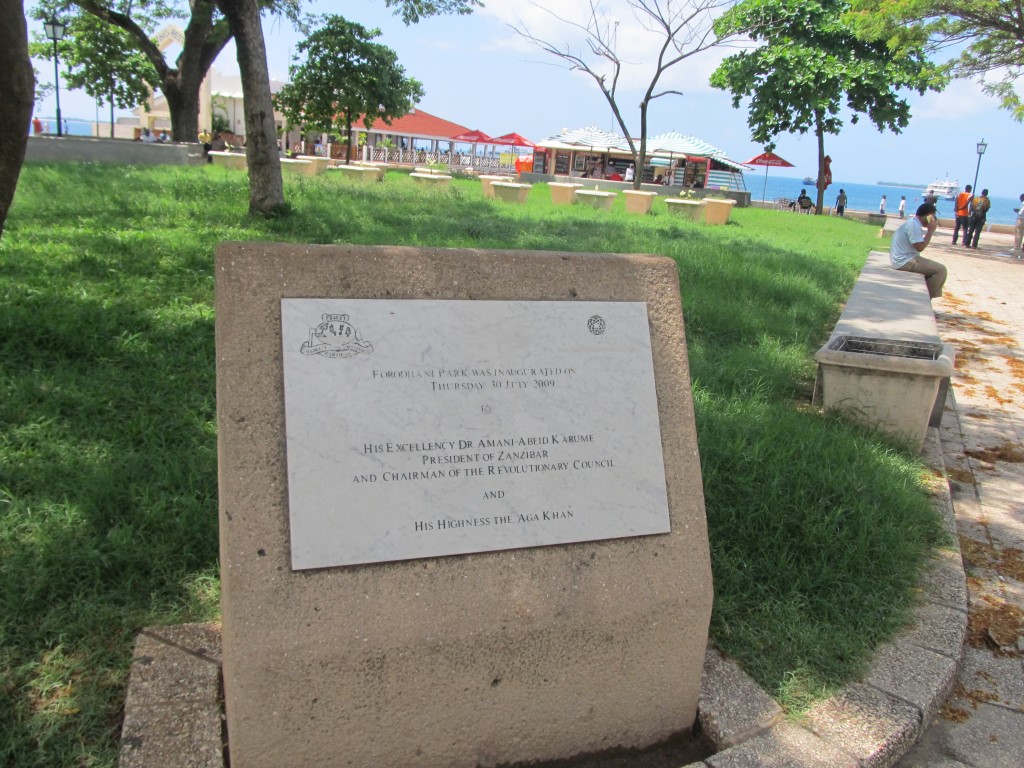 FORODHANI PARK WAS INAUGURATED ON
THURSDAY 30 JULY 2009
HIS EXCELLENCY DR AMANI ABEID KARUME
PRESIDENT OF ZANZIBAR
AND CHAIRMAN OF THE REVOLUTIONARY COUNCIL
AND
HIS HIGHNESS THE AGA KHAN